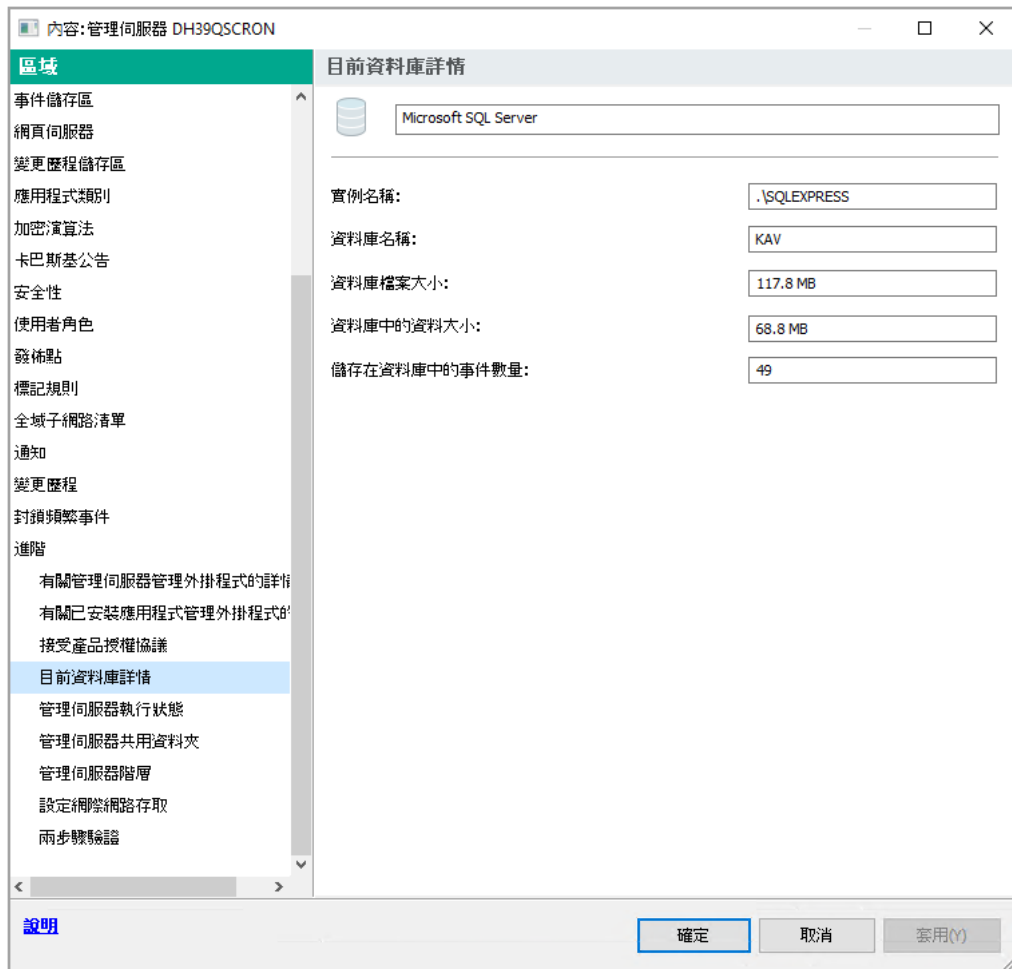 內容:管理伺服器 DH39QSCRON
區域
事件儲存區
網頁伺服器
變更歷程儲存區
應用程式類別
加密演算法
卡巴斯基公告
安全性
使用者角色
發佈點
標記規則
全域子網路清單
通知
變更歷程
封鎖頻繁事件
進階
有關管理伺服器管理外掛程式的詳情
有關已安裝應用程式管理外掛程式的
接受產品授權協議
目前資料庫詳情
管理伺服器執行狀態
管理伺服器共用資料夾
管理伺服器階層
設定網際網路存取
兩步驟驗證
目前資料庫詳情
Microsoft SQL Server
實例名稱: .\SQLEXPRESS
資料庫名稱: KAV
資料庫檔案大小: 117.8 MB
資料庫中的資料大小: 68.8 MB
儲存在資料庫中的事件數量: 49
說明
確定
取消
套用(Y)